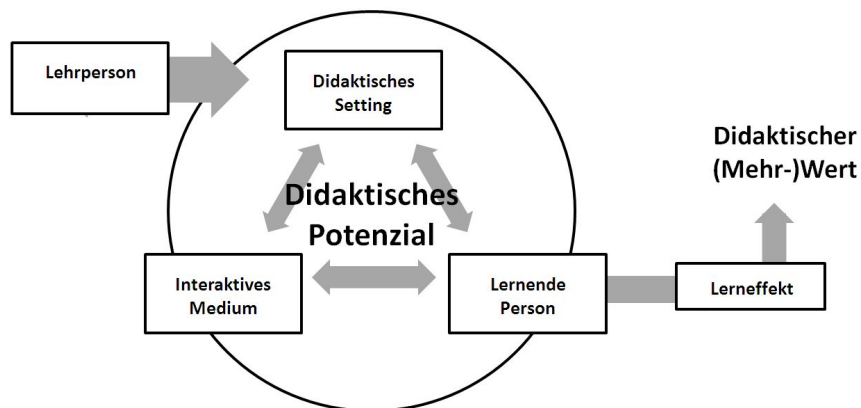 Lehrperson
Didaktisches
Setting
Didaktischer
(Mehr-)Wert
Didaktisches
Potenzial
Interaktives
Medium
Lernende
Person
Lerneffekt